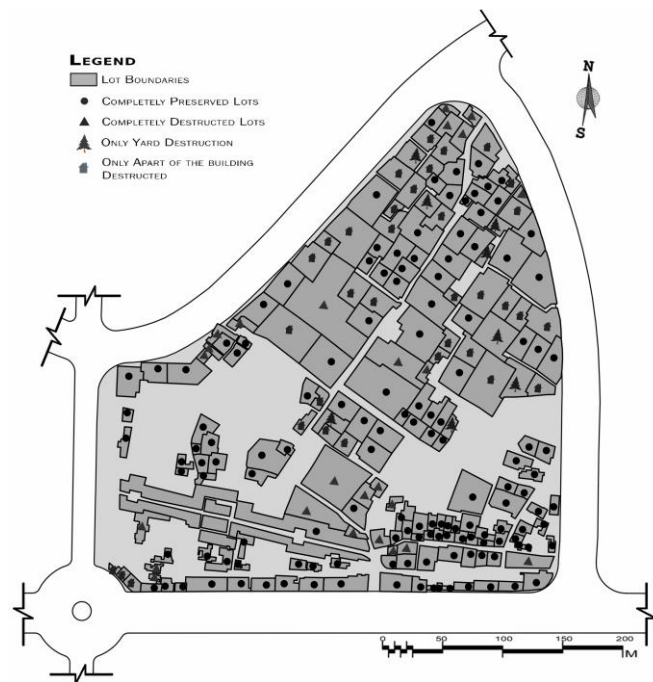 LEGEND
LOT BOUNDARIES
COMPLETELY PRESERVED LOTS
COMPLETELY DESTRUCTED LOTS
ONLY YARD DESTRUCTION
ONLY APART OF THE BUILDING
DESTRUCTED
N
S
0 50 100 150 200
M